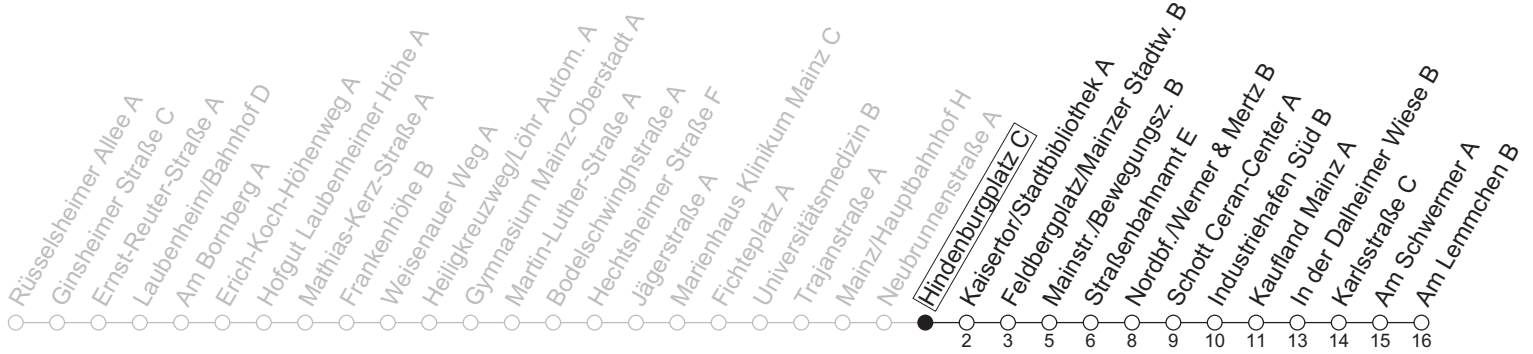 Rüsselsheimer Allee A
Ginsheimer Straße C
Ernst-Reuter-Straße A
Laubenheim/Bahnhof D
Am Bornberg A
Erich-Koch-Höhenweg A
Hofgut Laubenheimer Höhe A
Mathias-Kerz-Straße A
Frankenhöhe B
Weisenauer Weg A
Heiligkreuzweg/Löhr Autom. A
Gymnasium Mainz-Oberstadt A
Martin-Luther-Straße A
Bodelschwinghstraße A
Hechtsheimer Straße F
Jägerstraße A
Marienhaus Klinikum Mainz C
Fichteplatz A
Universitätsmedizin B
Trajanstraße A
Mainz/Hauptbahnhof H
Neubrunnenstraße A
Hindenburgplatz C
Kaisertor/Stadtbibliothek A
Feldbergplatz/Mainzer Stadtw. B
Mainstr./Bewegungsz. B
Straßenbahnamt E
Nordbf./Werner & Mertz B
Schott Ceran-Center A
Industriehafen Süd B
Kaufland Mainz A
In der Dalheimer Wiese B
Karlsstraße C
Am Schwermer A
Am Lemmchen B
2 3 5 6 8 9 10 11 13 14 15 16